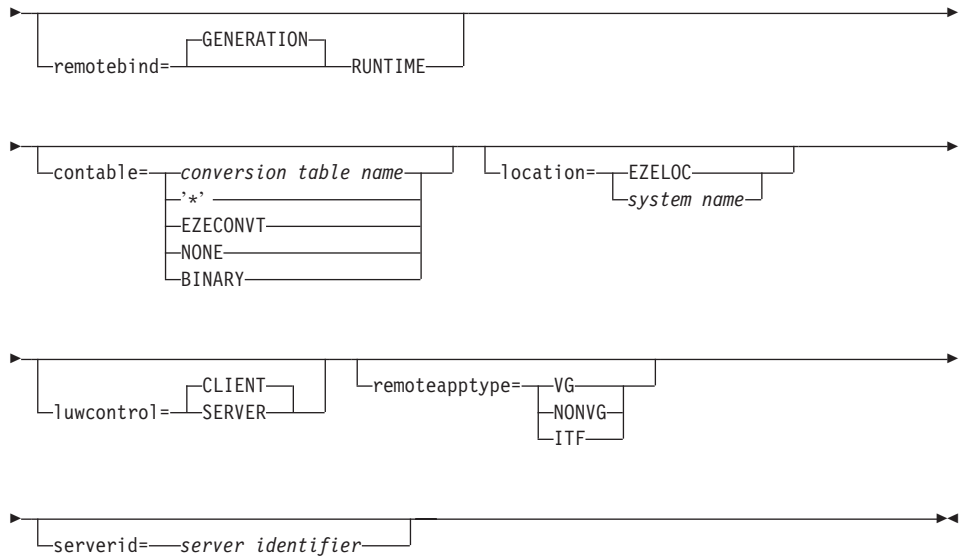 GENERATION
remotebind= RUNTIME
contable= conversion table name location= EZELOC
'*' system name
EZECONVT
NONE
BINARY
CLIENT remoteapptype= VG
luwcontrol= SERVER NONVG
ITF
serverid= server identifier